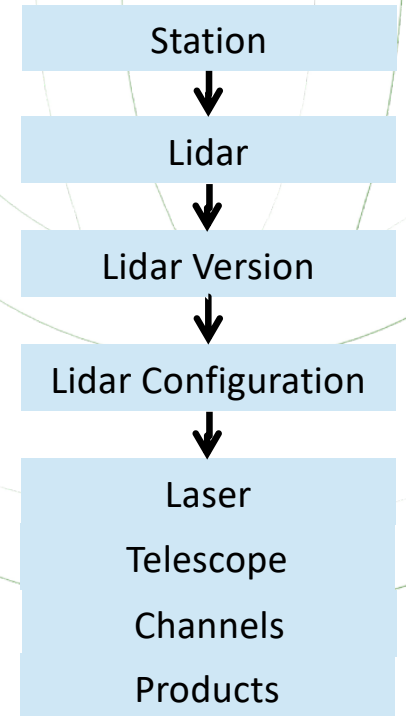 Station
Lidar
Lidar Version
Lidar Configuration
Laser
Telescope
Channels
Products